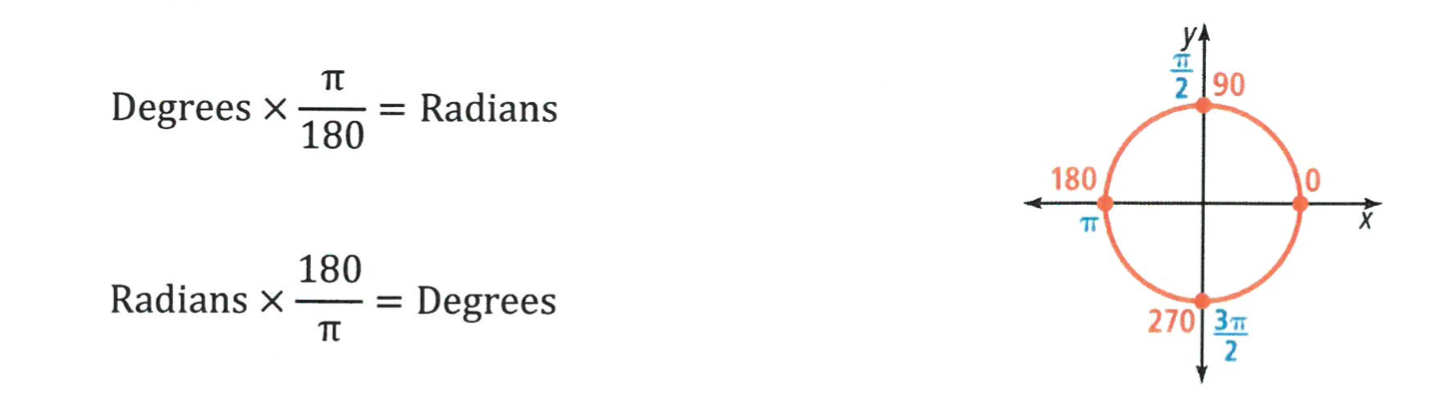 Degrees × π/180 = Radians
Radians × 180/π = Degrees
y
π/2 90
180 0
π x
270 3π/2